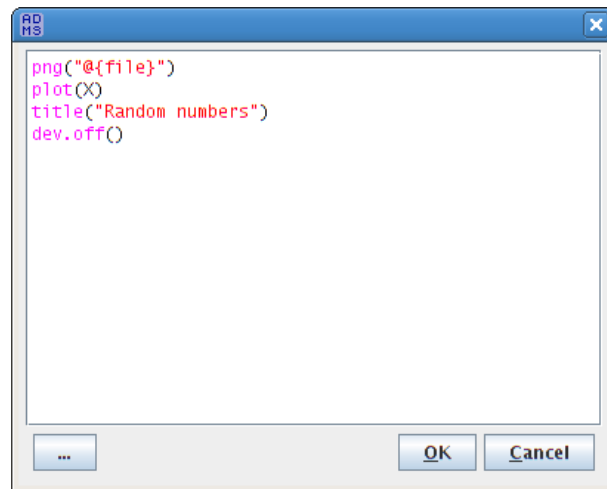 AD
MS
png("@{file}")
plot(X)
title("Random numbers")
dev.off()
...
OK
Cancel